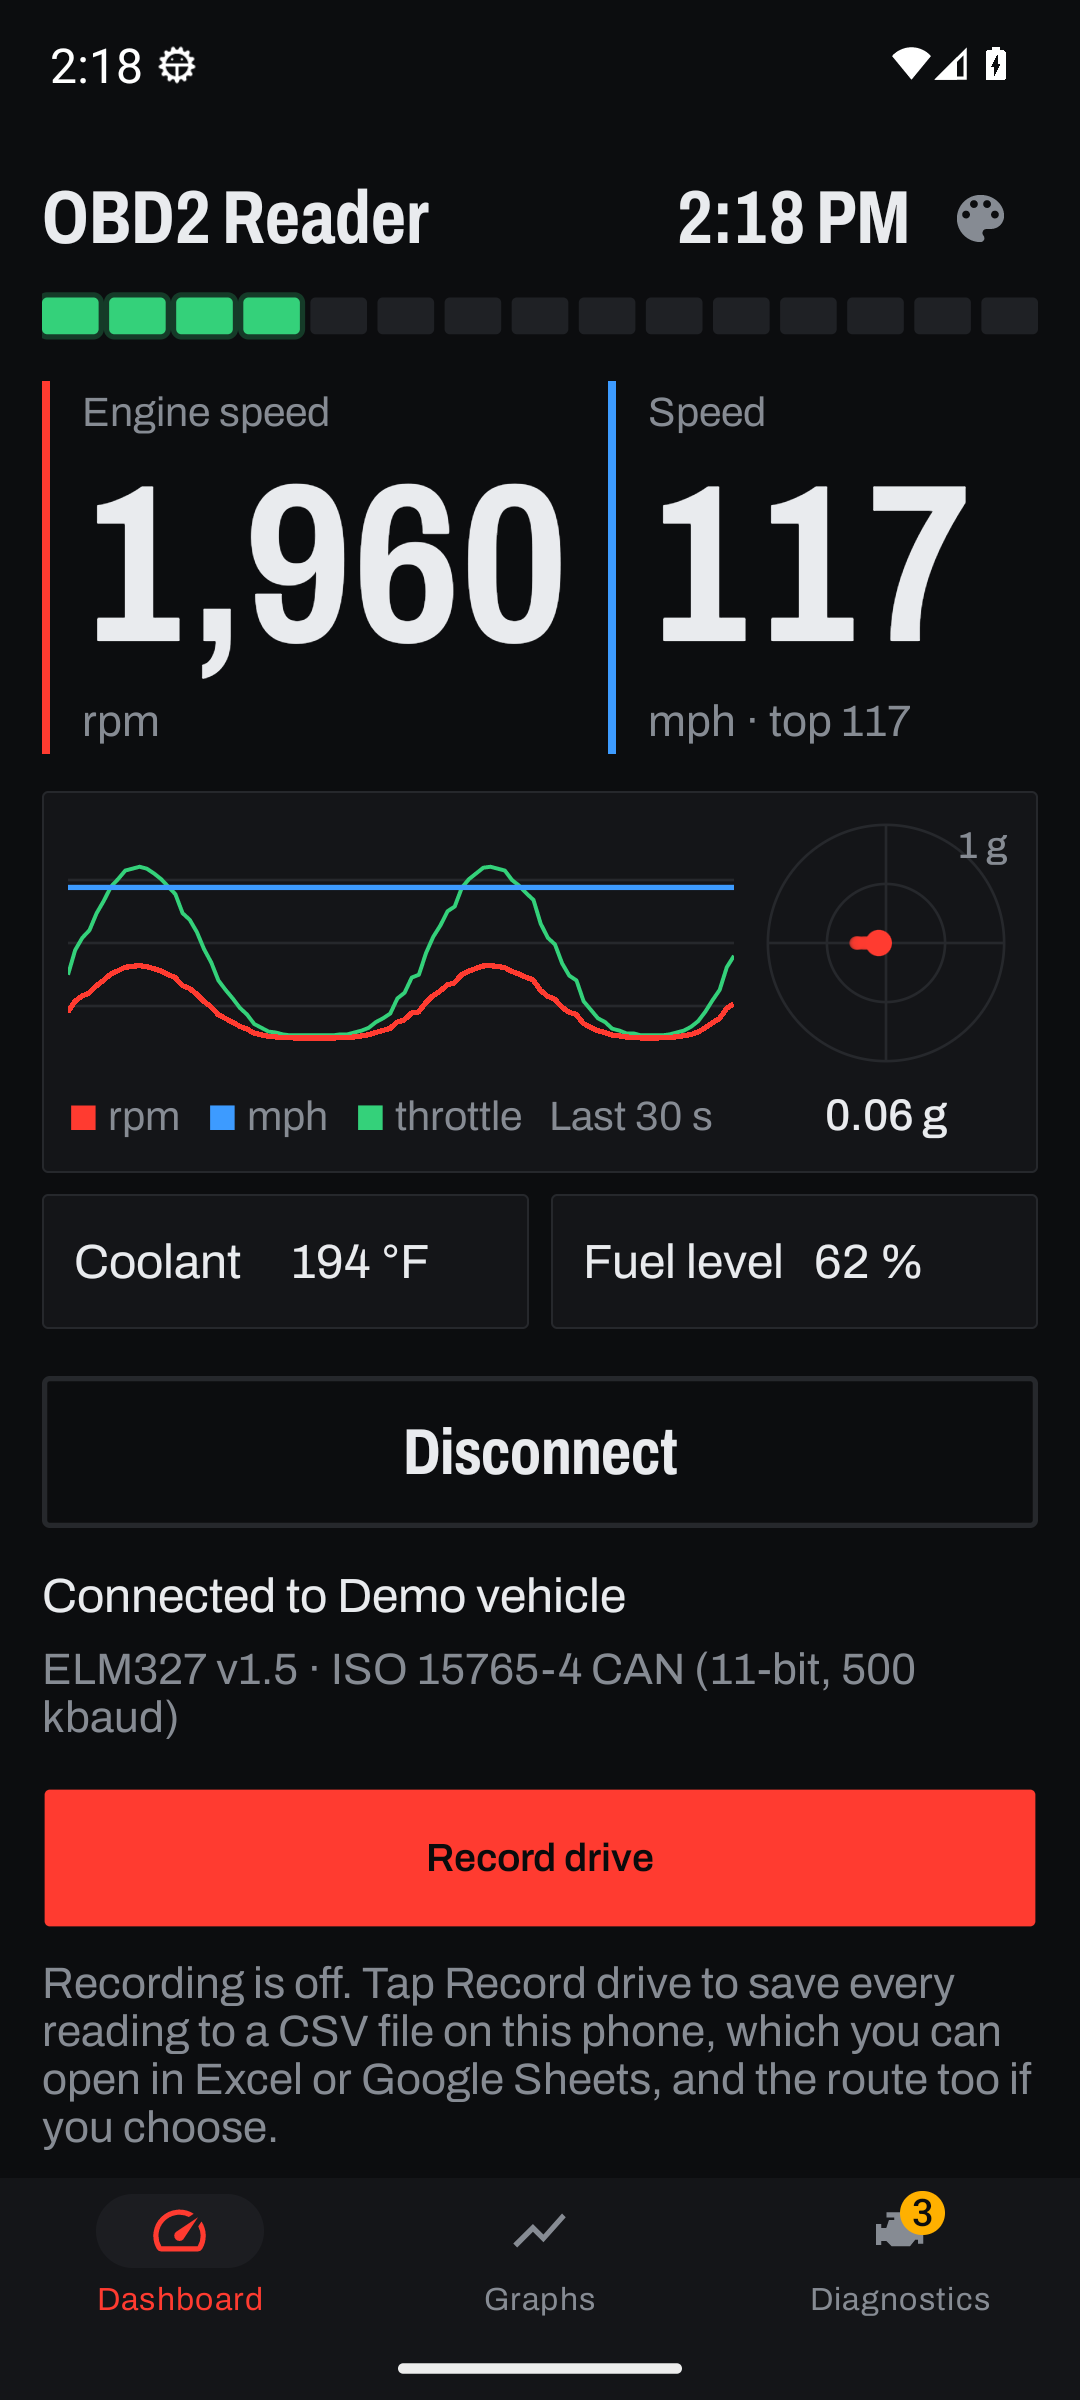 2:18
OBD2 Reader
2:18 PM
Engine speed
1,960
rpm
Speed
117
mph · top 117
1 g
rpm mph throttle Last 30 s
0.06 g
Coolant 194 °F
Fuel level 62 %
Disconnect
Connected to Demo vehicle
ELM327 v1.5 · ISO 15765-4 CAN (11-bit, 500
kbaud)
Record drive
Recording is off. Tap Record drive to save every
reading to a CSV file on this phone, which you can
open in Excel or Google Sheets, and the route too if
you choose.
3
Dashboard
Graphs
Diagnostics